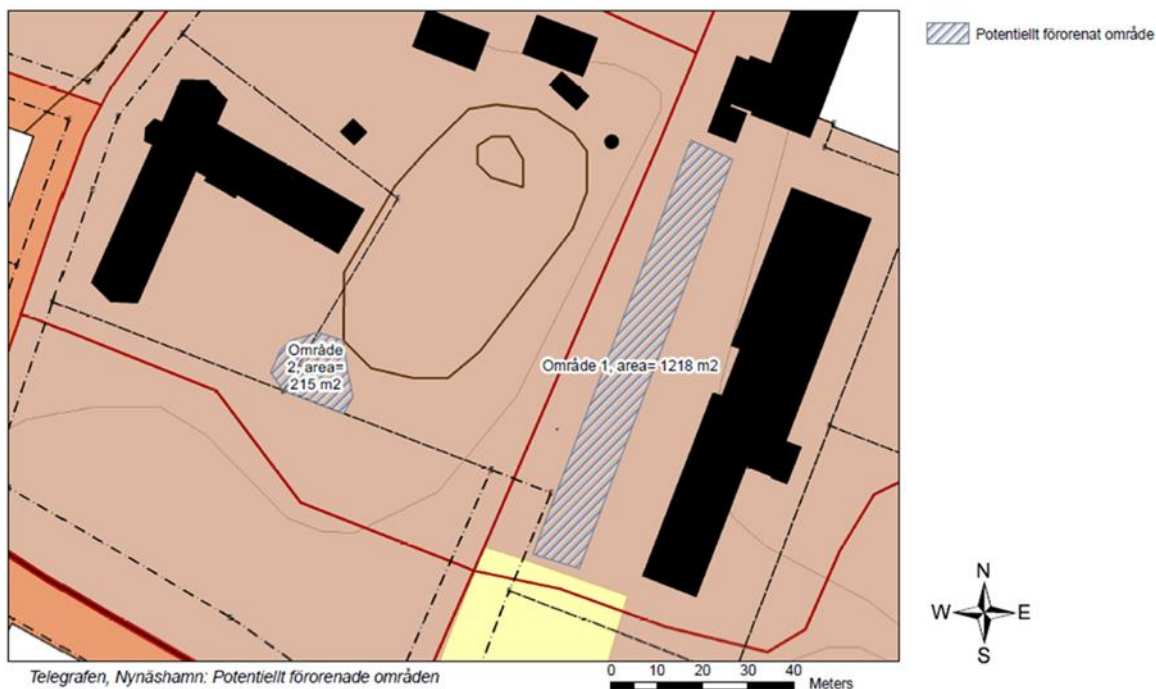 Potentiellt förorenat område
Område
2, area=
215 m2
Område 1, area= 1218 m2
N
W E
S
Telegrafen, Nynäshamn: Potentiellt förorenade områden
0 10 20 30 40
Meters